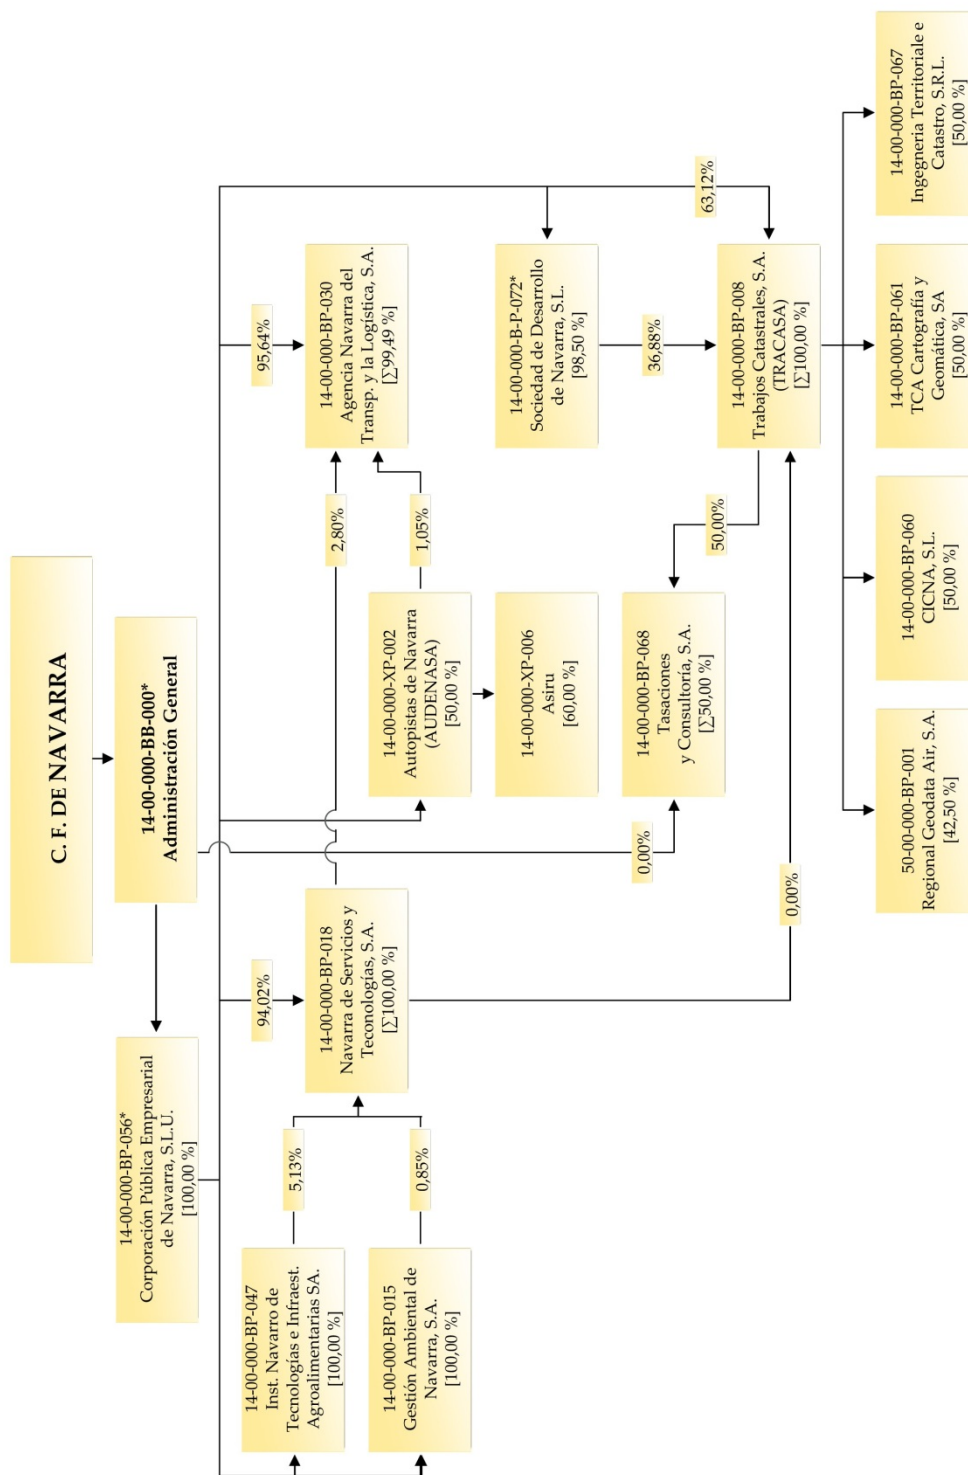 C. F. DE NAVARRA
14-00-000-BB-000*
Administración General
14-00-000-BP-056*
Corporación Pública Empresarial
de Navarra, S.L.U.
[100,00 %]
94,02%
95,64%
14-00-000-BP-047
Inst. Navarro de
Tecnologías e Infraest.
Agroalimentarias SA.
[100,00 %]
5,13%
14-00-000-BP-018
Navarra de Servicios y
Teconologías, S.A.
[∑100,00 %]
2,80%
14-00-000-BP-030
Agencia Navarra del
Transp. y la Logística, S.A.
[∑99,49 %]
14-00-000-BP-015
Gestión Ambiental de
Navarra, S.A.
[100,00 %]
0,85%
14-00-000-XP-002
Autopistas de Navarra
(AUDENASA)
[50,00 %]
1,05%
14-00-000-XP-006
Asiru
[60,00 %]
14-00-000-B-P-072*
Sociedad de Desarrollo
de Navarra, S.L.
[98,50 %]
0,00%
14-00-000-BP-068
Tasaciones
y Consultoría, S.A.
[∑50,00 %]
50,00%
36,88%
63,12%
14-00-000-BP-008
Trabajos Catastrales, S.A.
(TRACASA)
[∑100,00 %]
0,00%
50-00-000-BP-001
Regional Geodata Air, S.A.
[42,50 %]
14-00-000-BP-060
CICNA, S.L.
[50,00 %]
14-00-000-BP-061
TCA Cartografía y
Geomática, SA
[50,00 %]
14-00-000-BP-067
Ingegneria Territoriale e
Catastro, S.R.L.
[50,00 %]